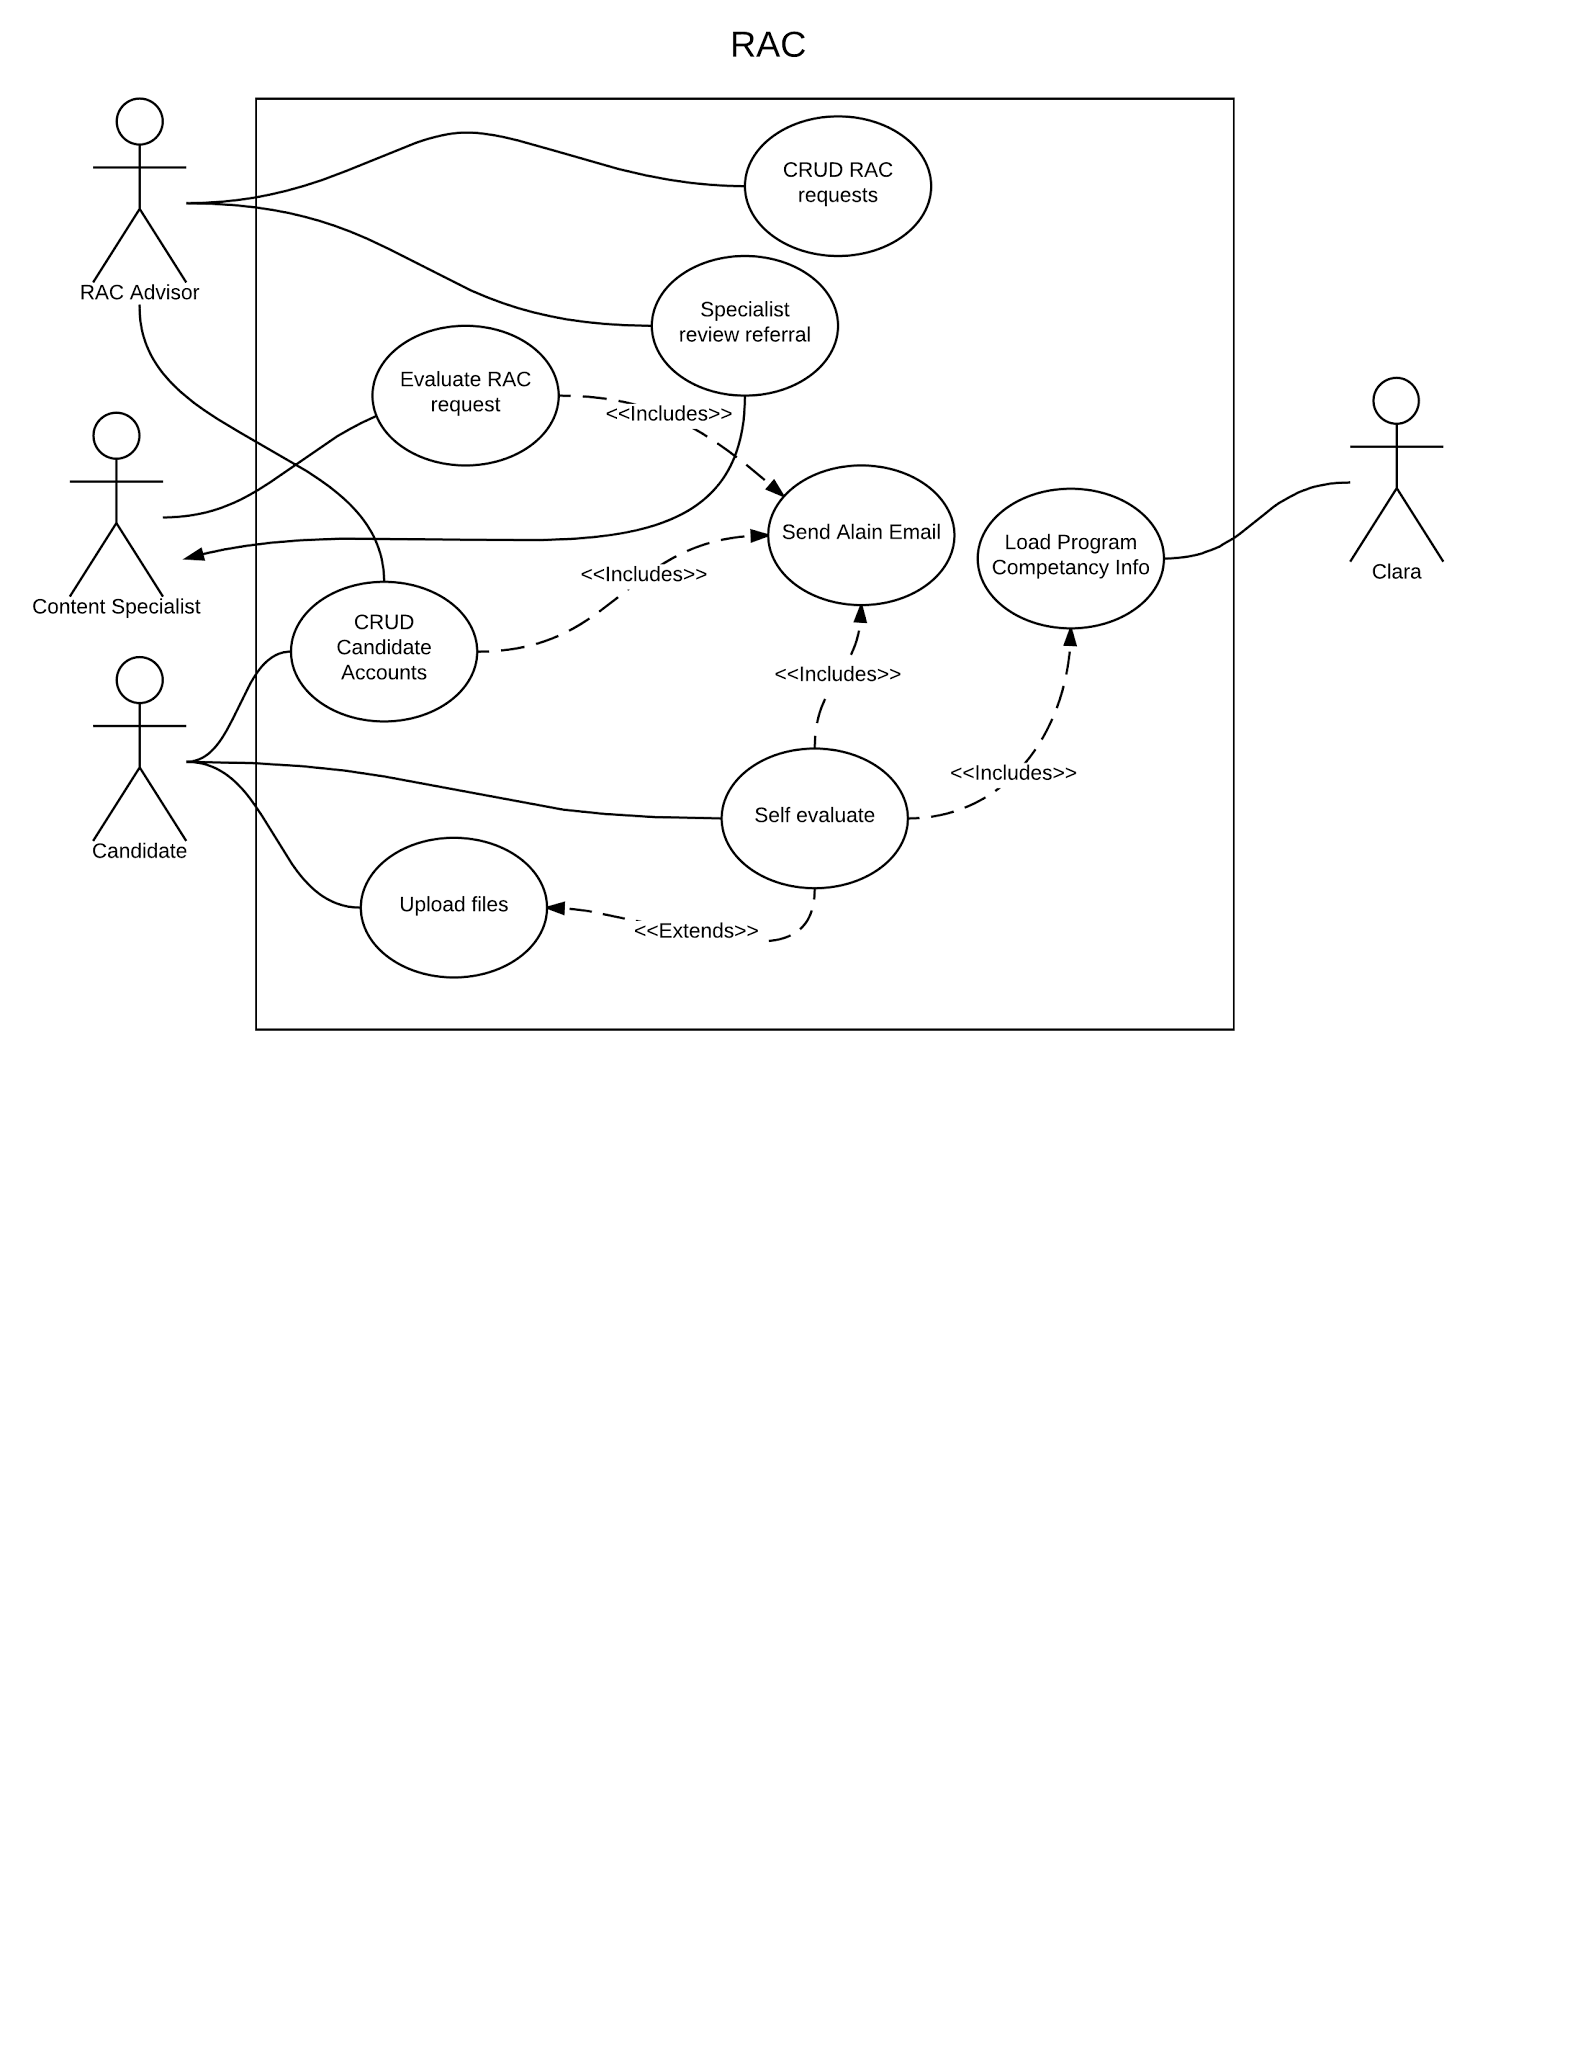 RAC
CRUD RAC
requests
RAC Advisor
Specialist
review referral
Evaluate RAC
request
<<Includes>>
Send Alain Email
Load Program
Competancy Info
Clara
<<Includes>>
Content Specialist
CRUD
Candidate
Accounts
<<Includes>>
<<Includes>>
Self evaluate
Candidate
Upload files
<<Extends>>